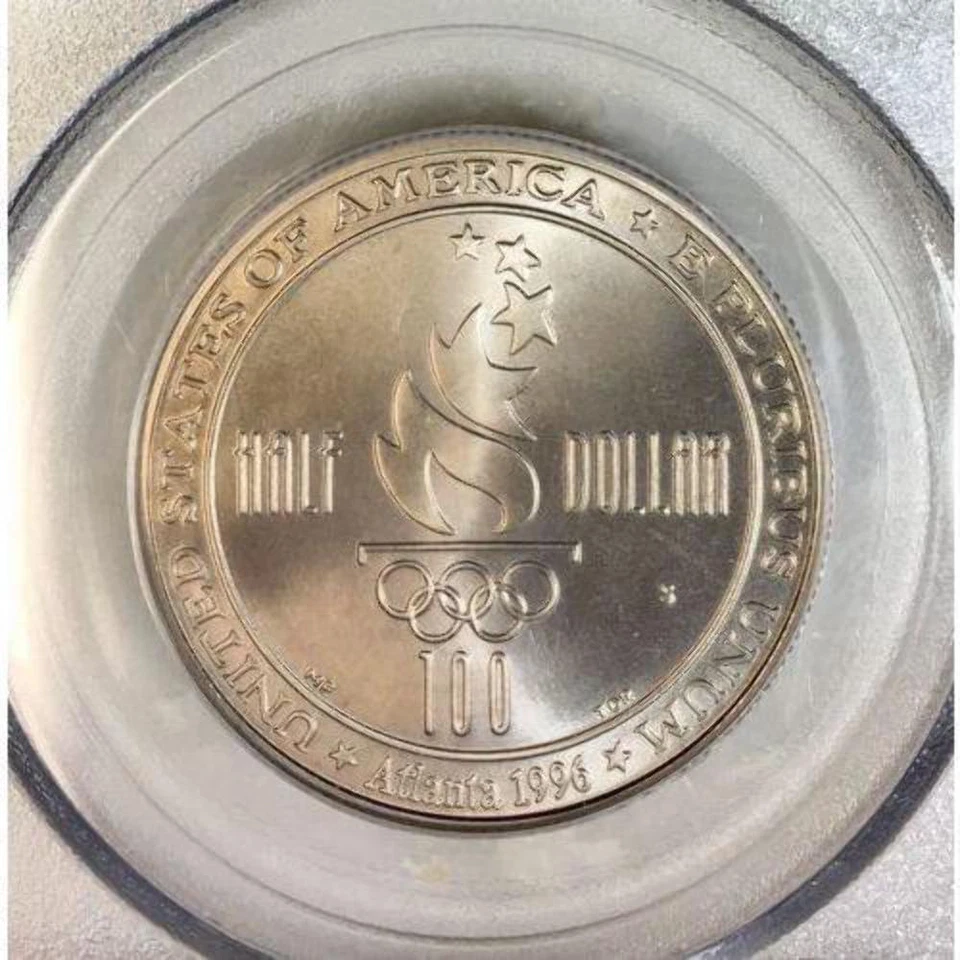 UNITED STATES OF AMERICA
E PLURIBUS UNUM
HALF DOLLAR
S
100
Atlanta 1996